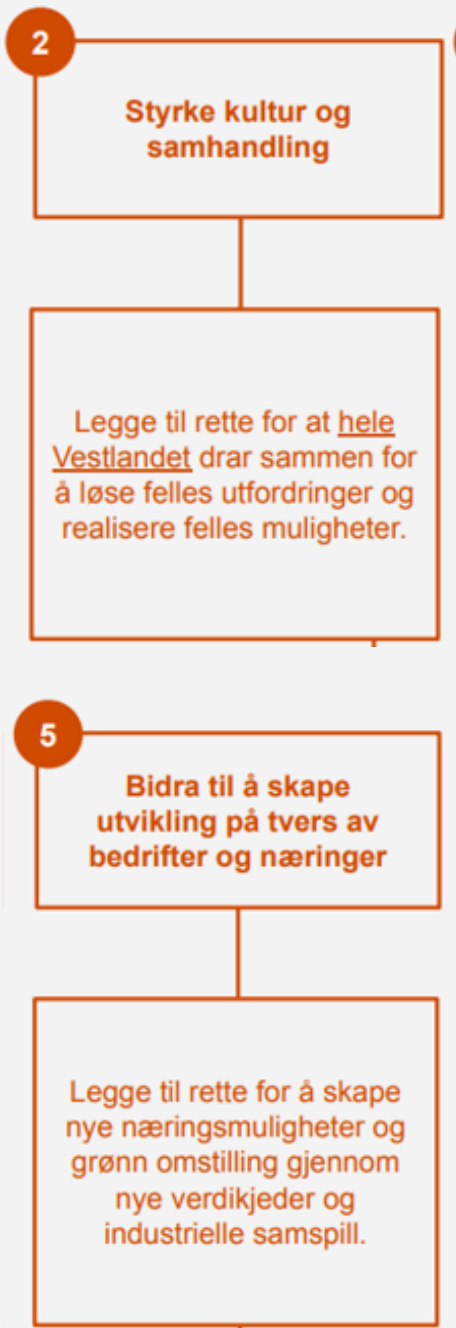 2
Styrke kultur og
samhandling
Legge til rette for at hele
Vestlandet drar sammen for
å løse felles utfordringer og
realisere felles muligheter.
5
Bidra til å skape
utvikling på tvers av
bedrifter og næringer
Legge til rette for å skape
nye næringsmuligheter og
grønn omstilling gjennom
nye verdikjeder og
industrielle samspill.